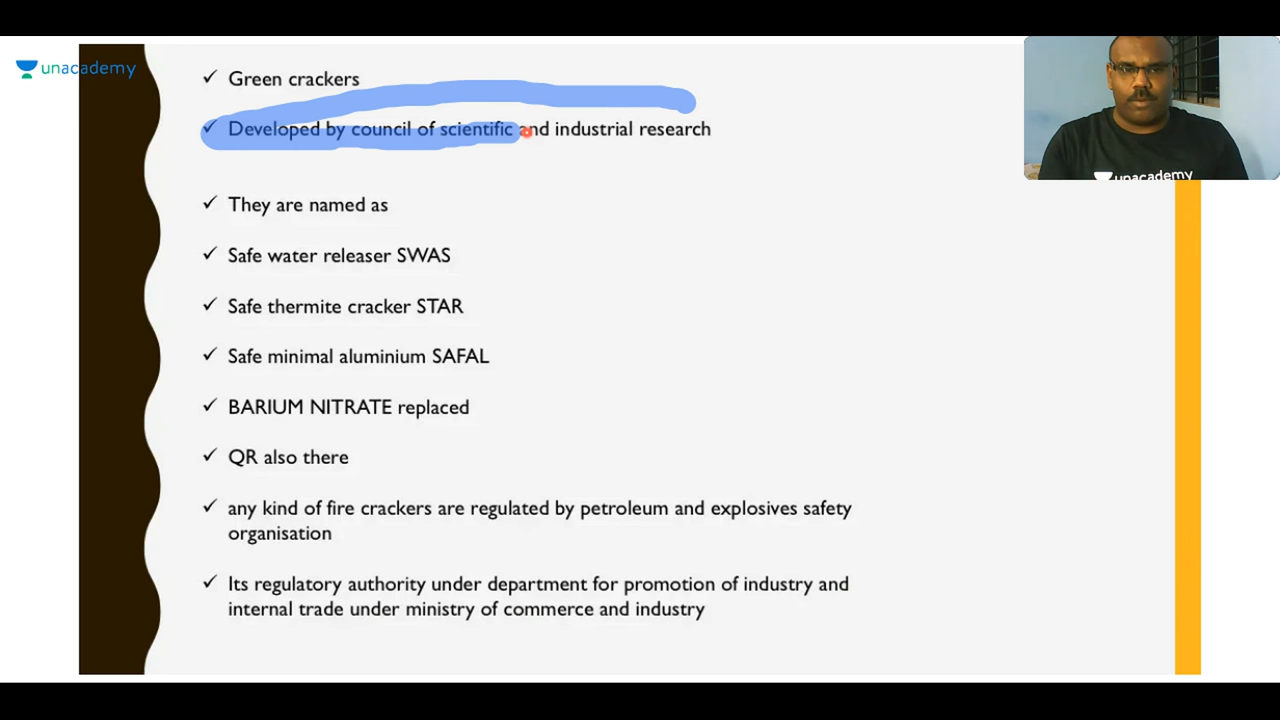 unacademy
Green crackers
Developed by council of scientific and industrial research
They are named as
Safe water releaser SWAS
Safe thermite cracker STAR
Safe minimal aluminium SAFAL
BARIUM NITRATE replaced
QR also there
any kind of fire crackers are regulated by petroleum and explosives safety
organisation
Its regulatory authority under department for promotion of industry and
internal trade under ministry of commerce and industry
unacademy